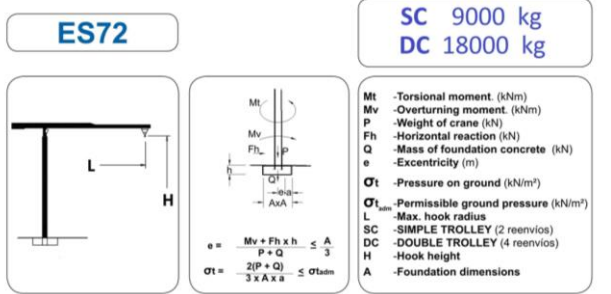 ES72
SC 9000 kg
DC 18000 kg
L
H
Mt
Mv
Fh
P
h
Q
e-a
AxA
e = Mv + Fh x h / P + Q ≤ A / 3
σt = 2(P + Q) / 3 x A x a ≤ σtadm
Mt -Torsional moment. (kNm)
Mv -Overturning moment. (kNm)
P -Weight of crane (kN)
Fh -Horizontal reaction (kN)
Q -Mass of foundation concrete (kN)
e -Excentricity (m)
σt -Pressure on ground (kN/m²)
σtadm -Permissible ground pressure (kN/m²)
L -Max. hook radius
SC -SIMPLE TROLLEY (2 reenvíos)
DC -DOUBLE TROLLEY (4 reenvíos)
H -Hook height
A -Foundation dimensions